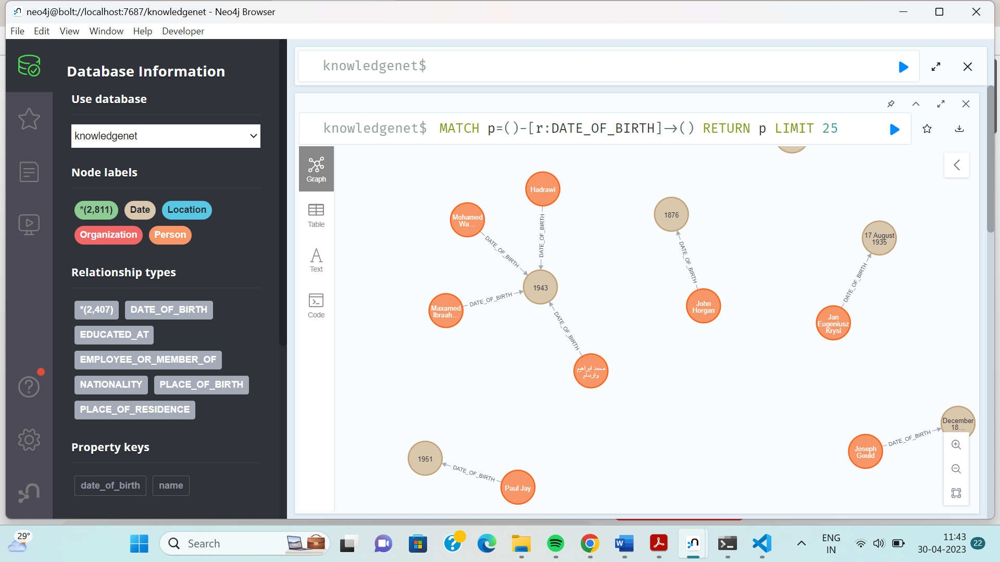 neo4j@bolt://localhost:7687/knowledgenet - Neo4j Browser
File Edit View Window Help Developer
Database Information
Use database
knowledgenet
Node labels
*(2,811) Date Location
Organization Person
Relationship types
*(2,407) DATE_OF_BIRTH
EDUCATED_AT
EMPLOYEE_OR_MEMBER_OF
NATIONALITY PLACE_OF_BIRTH
PLACE_OF_RESIDENCE
Property keys
date_of_birth name
knowledgenet$
knowledgenet$ MATCH p=()-[r:DATE_OF_BIRTH]→() RETURN p LIMIT 25
Graph
Table
Text
Code
Hadrawi
Mohamed
Wa...
DATE_OF_BIRTH
DATE_OF_BIRTH
1943
Maxamed
Ibraah...
DATE_OF_BIRTH
DATE_OF_BIRTH
محمد ابراهيم
وارسام
1876
DATE_OF_BIRTH
John
Horgan
17 August
1935
DATE_OF_BIRTH
Jan
Eugeniusz
Krysi
December
18...
DATE_OF_BIRTH
Joseph
Gould
1951
DATE_OF_BIRTH
Paul Jay
29°
Search
ENG
IN
11:43
30-04-2023
22